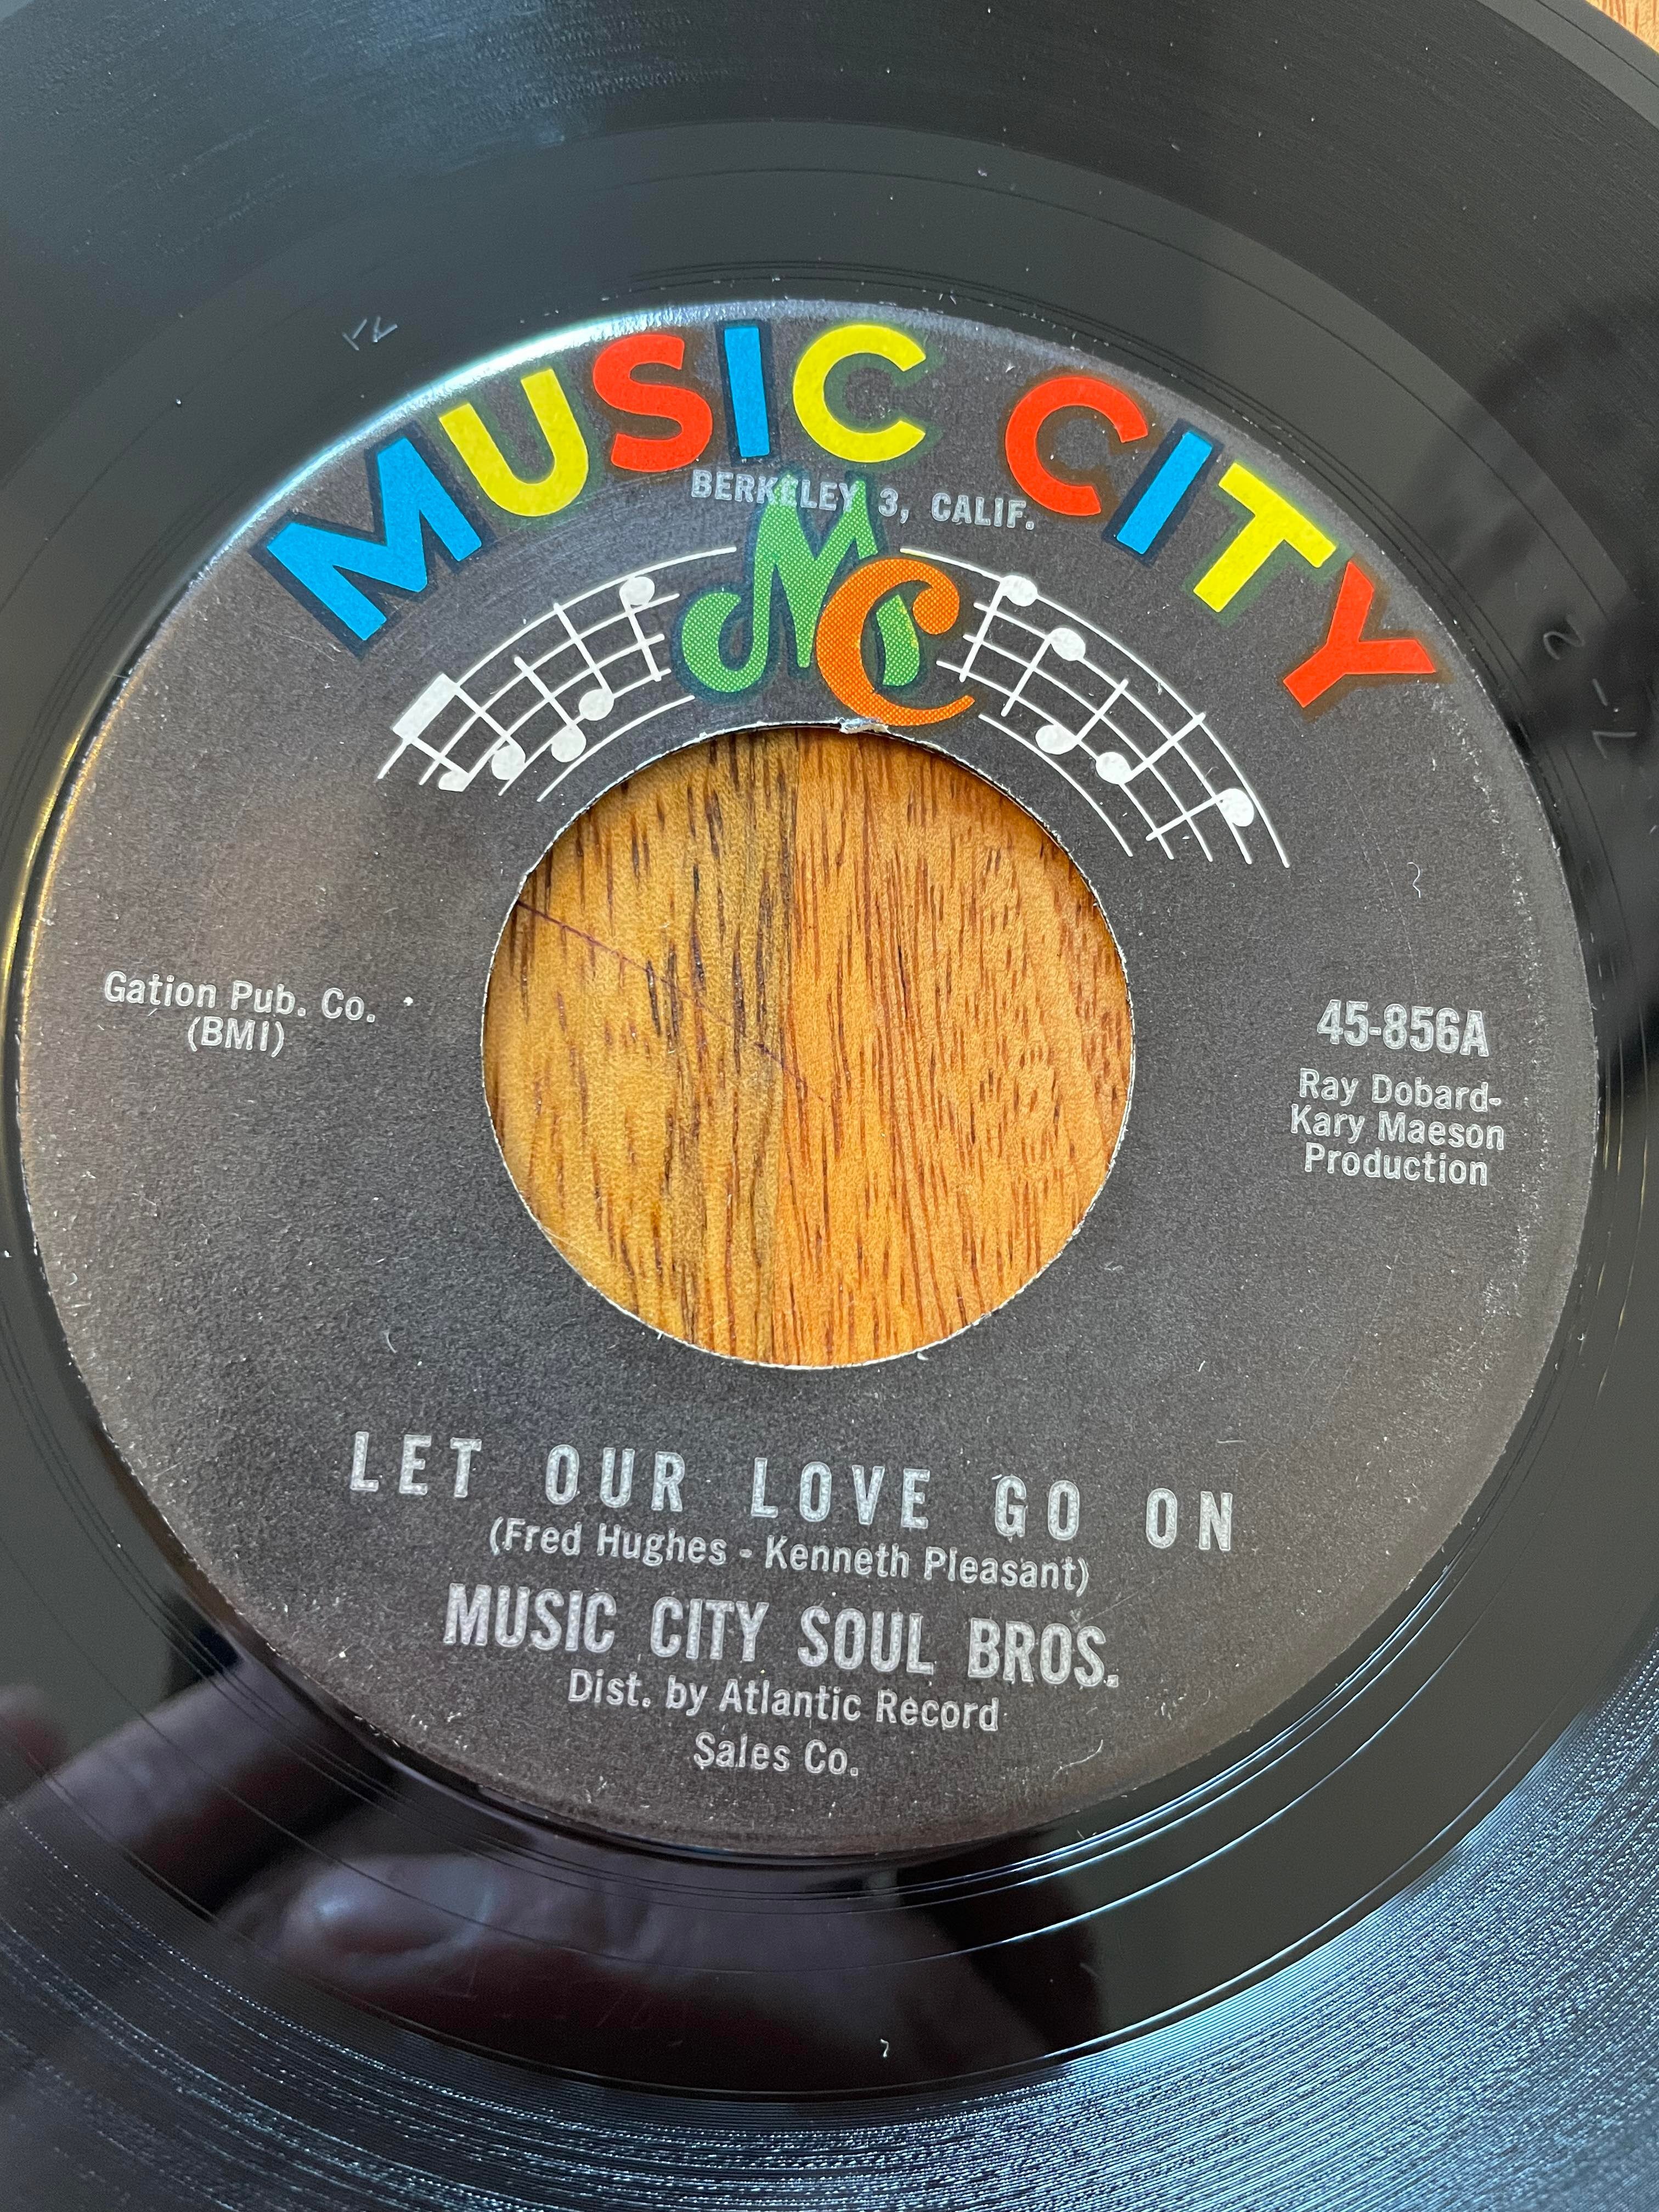 MUSIC CITY
BERKELEY 3, CALIF.
MC
Gation Pub. Co.
(BMI)
45-856A
Ray Dobard-
Kary Maeson
Production
LET OUR LOVE GO ON
(Fred Hughes - Kenneth Pleasant)
MUSIC CITY SOUL BROS.
Dist. by Atlantic Record
Sales Co.